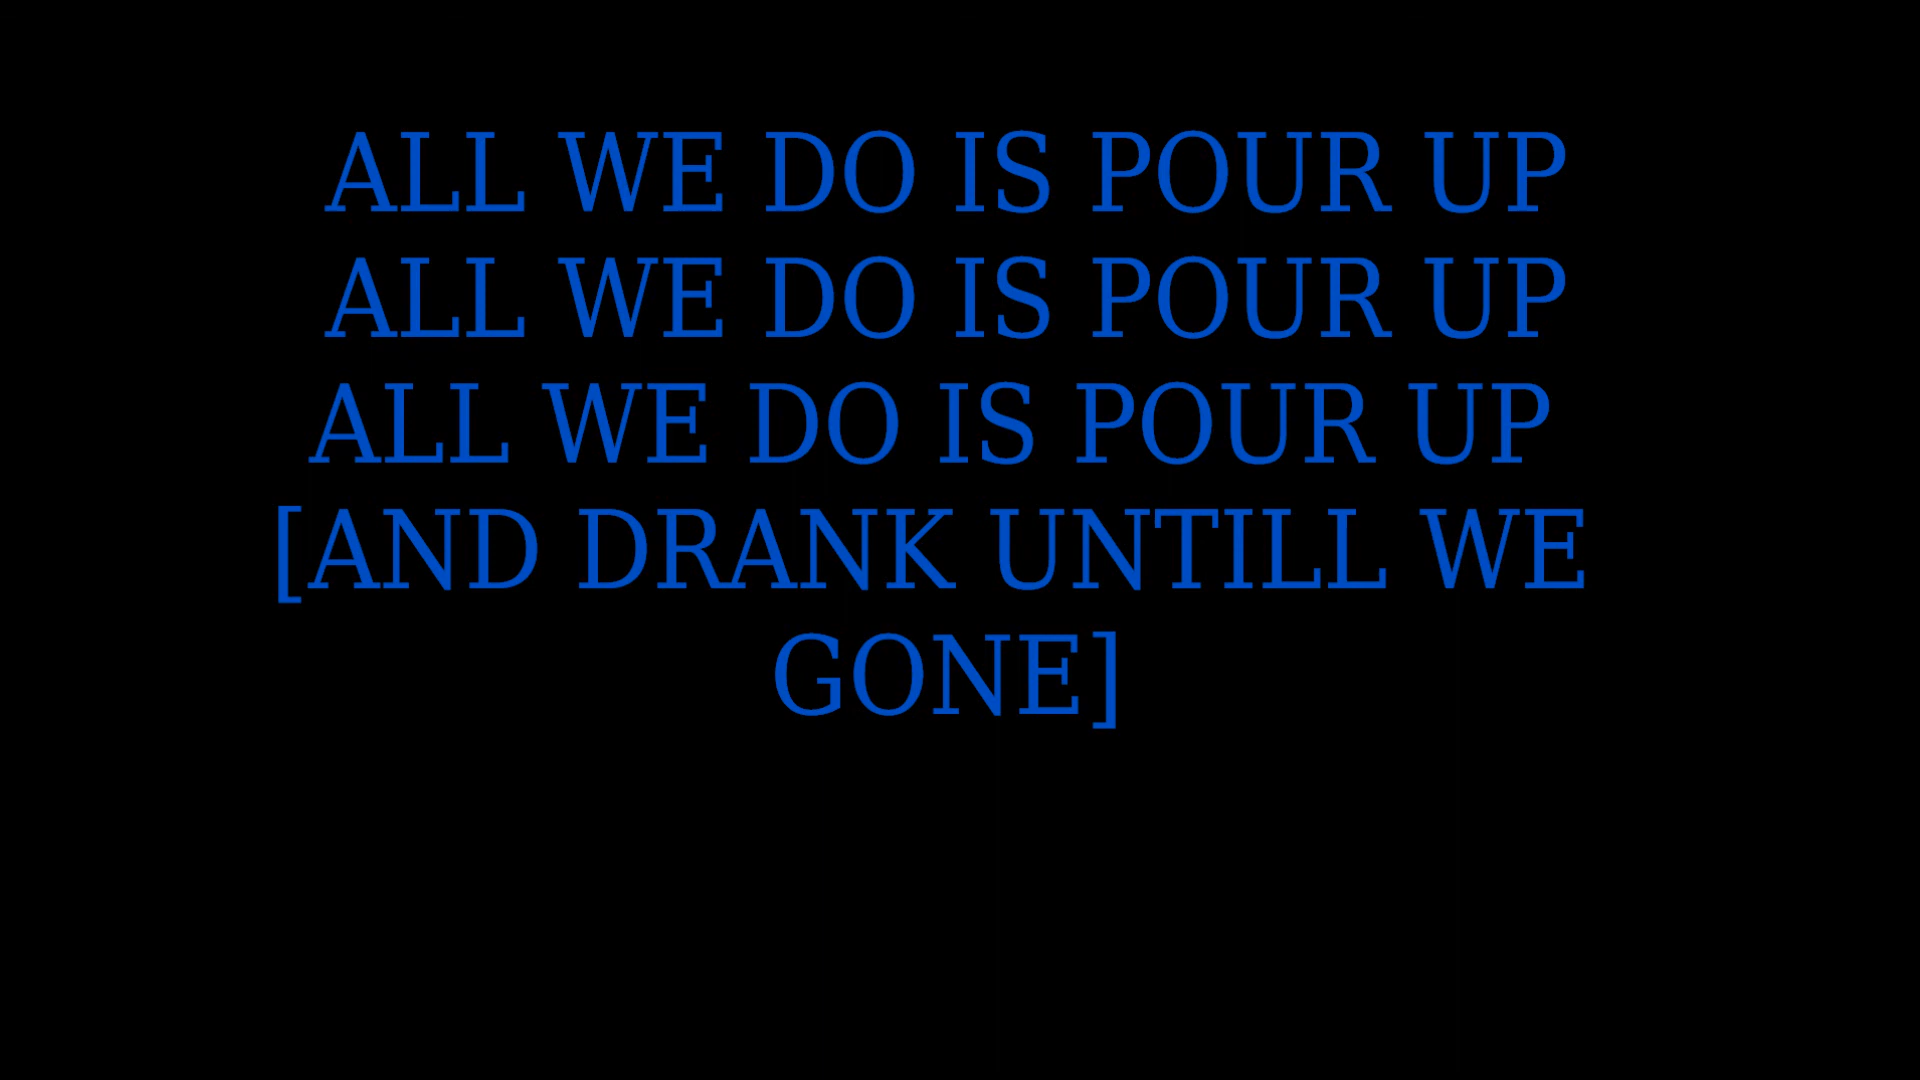 ALL WE DO IS POUR UP
ALL WE DO IS POUR UP
ALL WE DO IS POUR UP
[AND DRANK UNTILL WE
GONE]